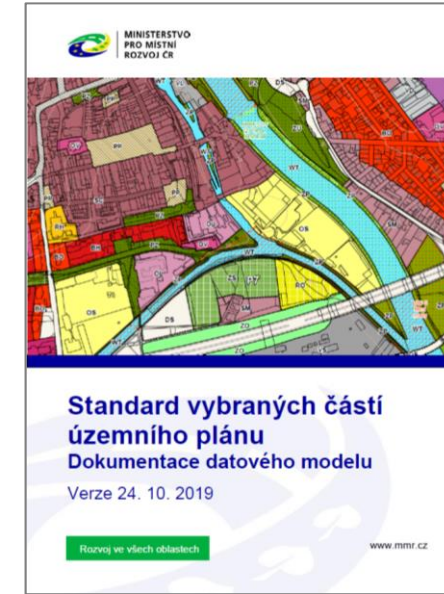 MINISTERSTVO
PRO MÍSTNÍ
ROZVOJ ČR
Standard vybraných částí
územního plánu
Dokumentace datového modelu
Verze 24. 10. 2019
Rozvoj ve všech oblastech
www.mmr.cz